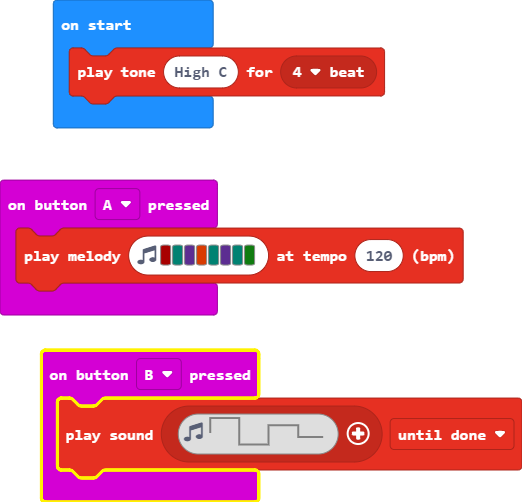 on start
play tone High C for 4 beat
on button A pressed
play melody at tempo 120 (bpm)
on button B pressed
play sound until done